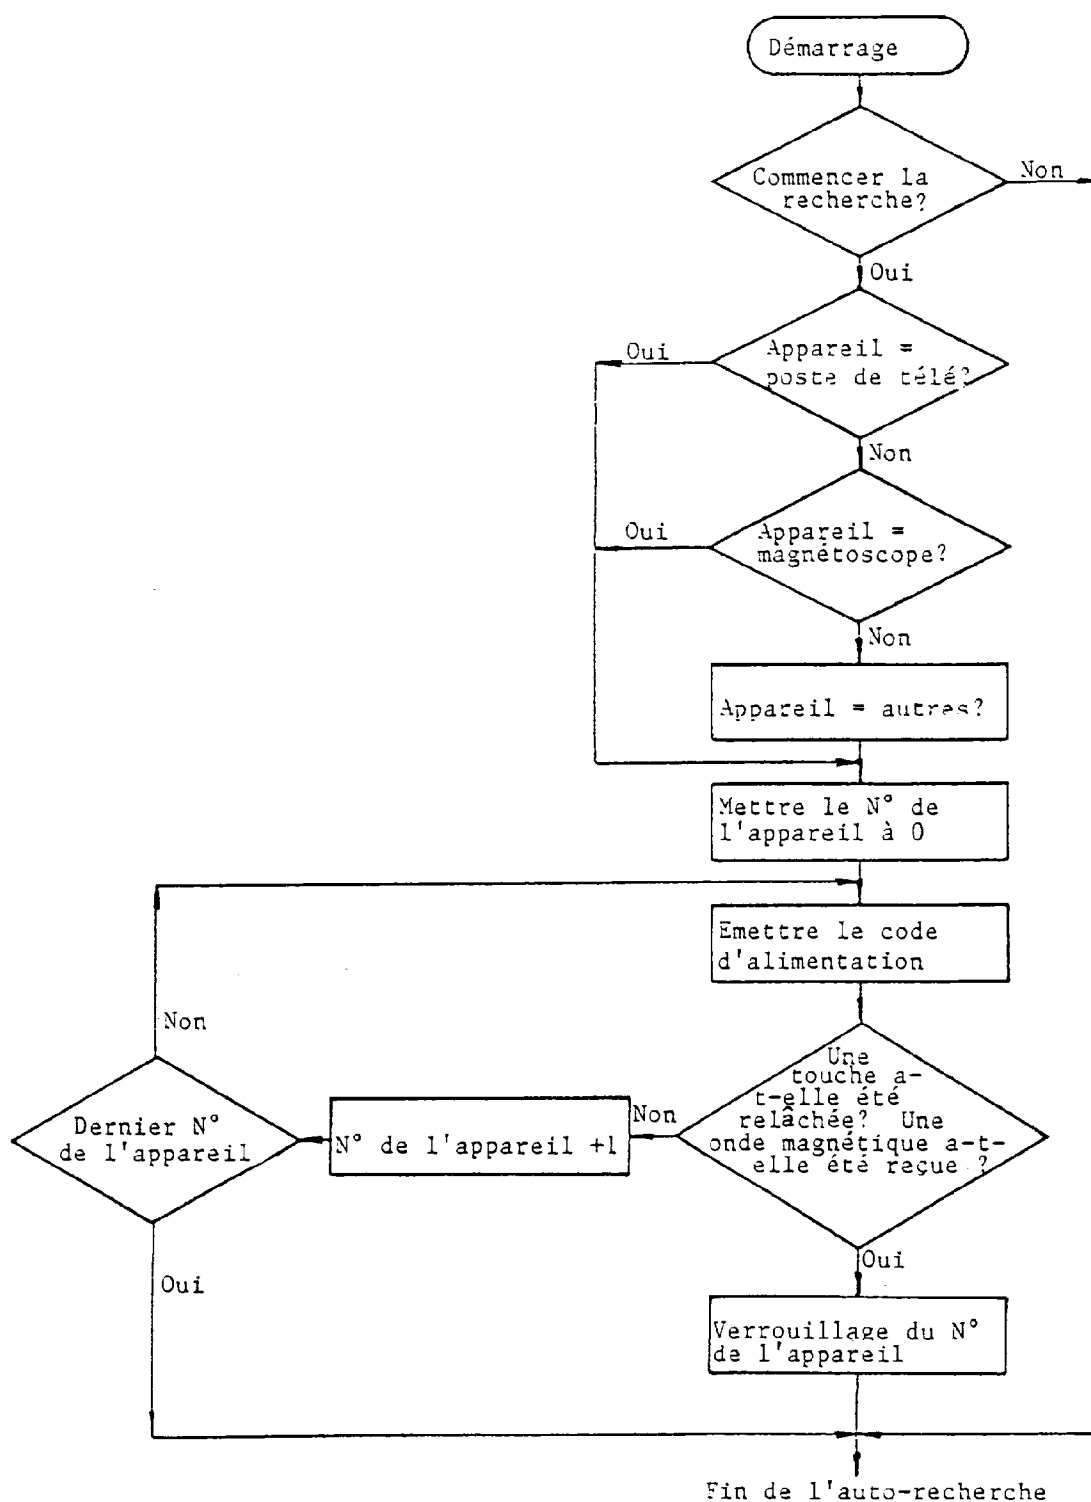 Démarrage
Commencer la
recherche?
Non
Oui
Appareil =
poste de télé?
Oui
Non
Appareil =
magnétoscope?
Oui
Non
Appareil = autres?
Mettre le N° de
l'appareil à 0
Emettre le code
d'alimentation
Une
touche a-
t-elle été
relâchée? Une
onde magnétique a-t-
elle été reçue ?
Non
N° de l'appareil +1
Dernier N°
de l'appareil
Non
Oui
Oui
Verrouillage du N°
de l'appareil
Fin de l'auto-recherche